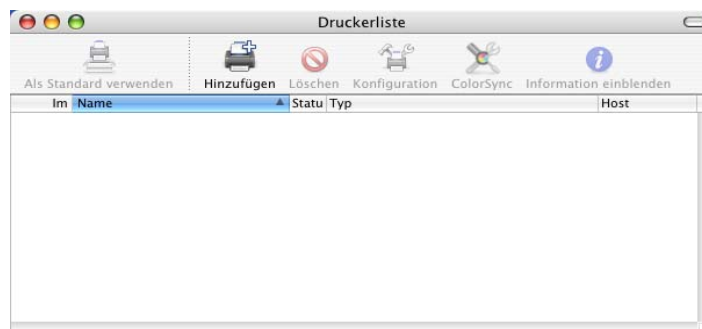 Druckerliste
Als Standard verwenden Hinzufügen Löschen Konfiguration ColorSync Information einblenden
Im Name Statu Typ Host